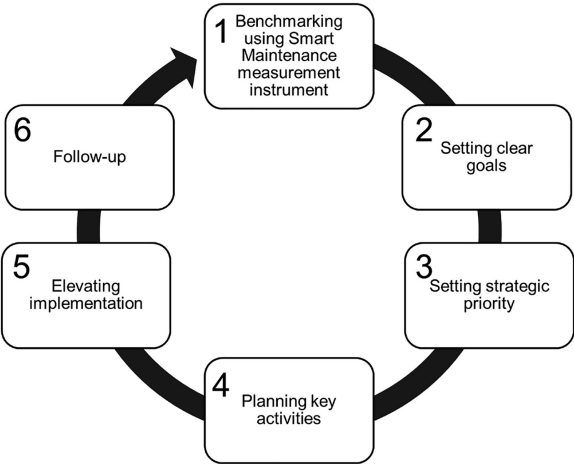 1
Benchmarking
using Smart
Maintenance
measurement
instrument
2
Setting clear
goals
3
Setting strategic
priority
4
Planning key
activities
5
Elevating
implementation
6
Follow-up